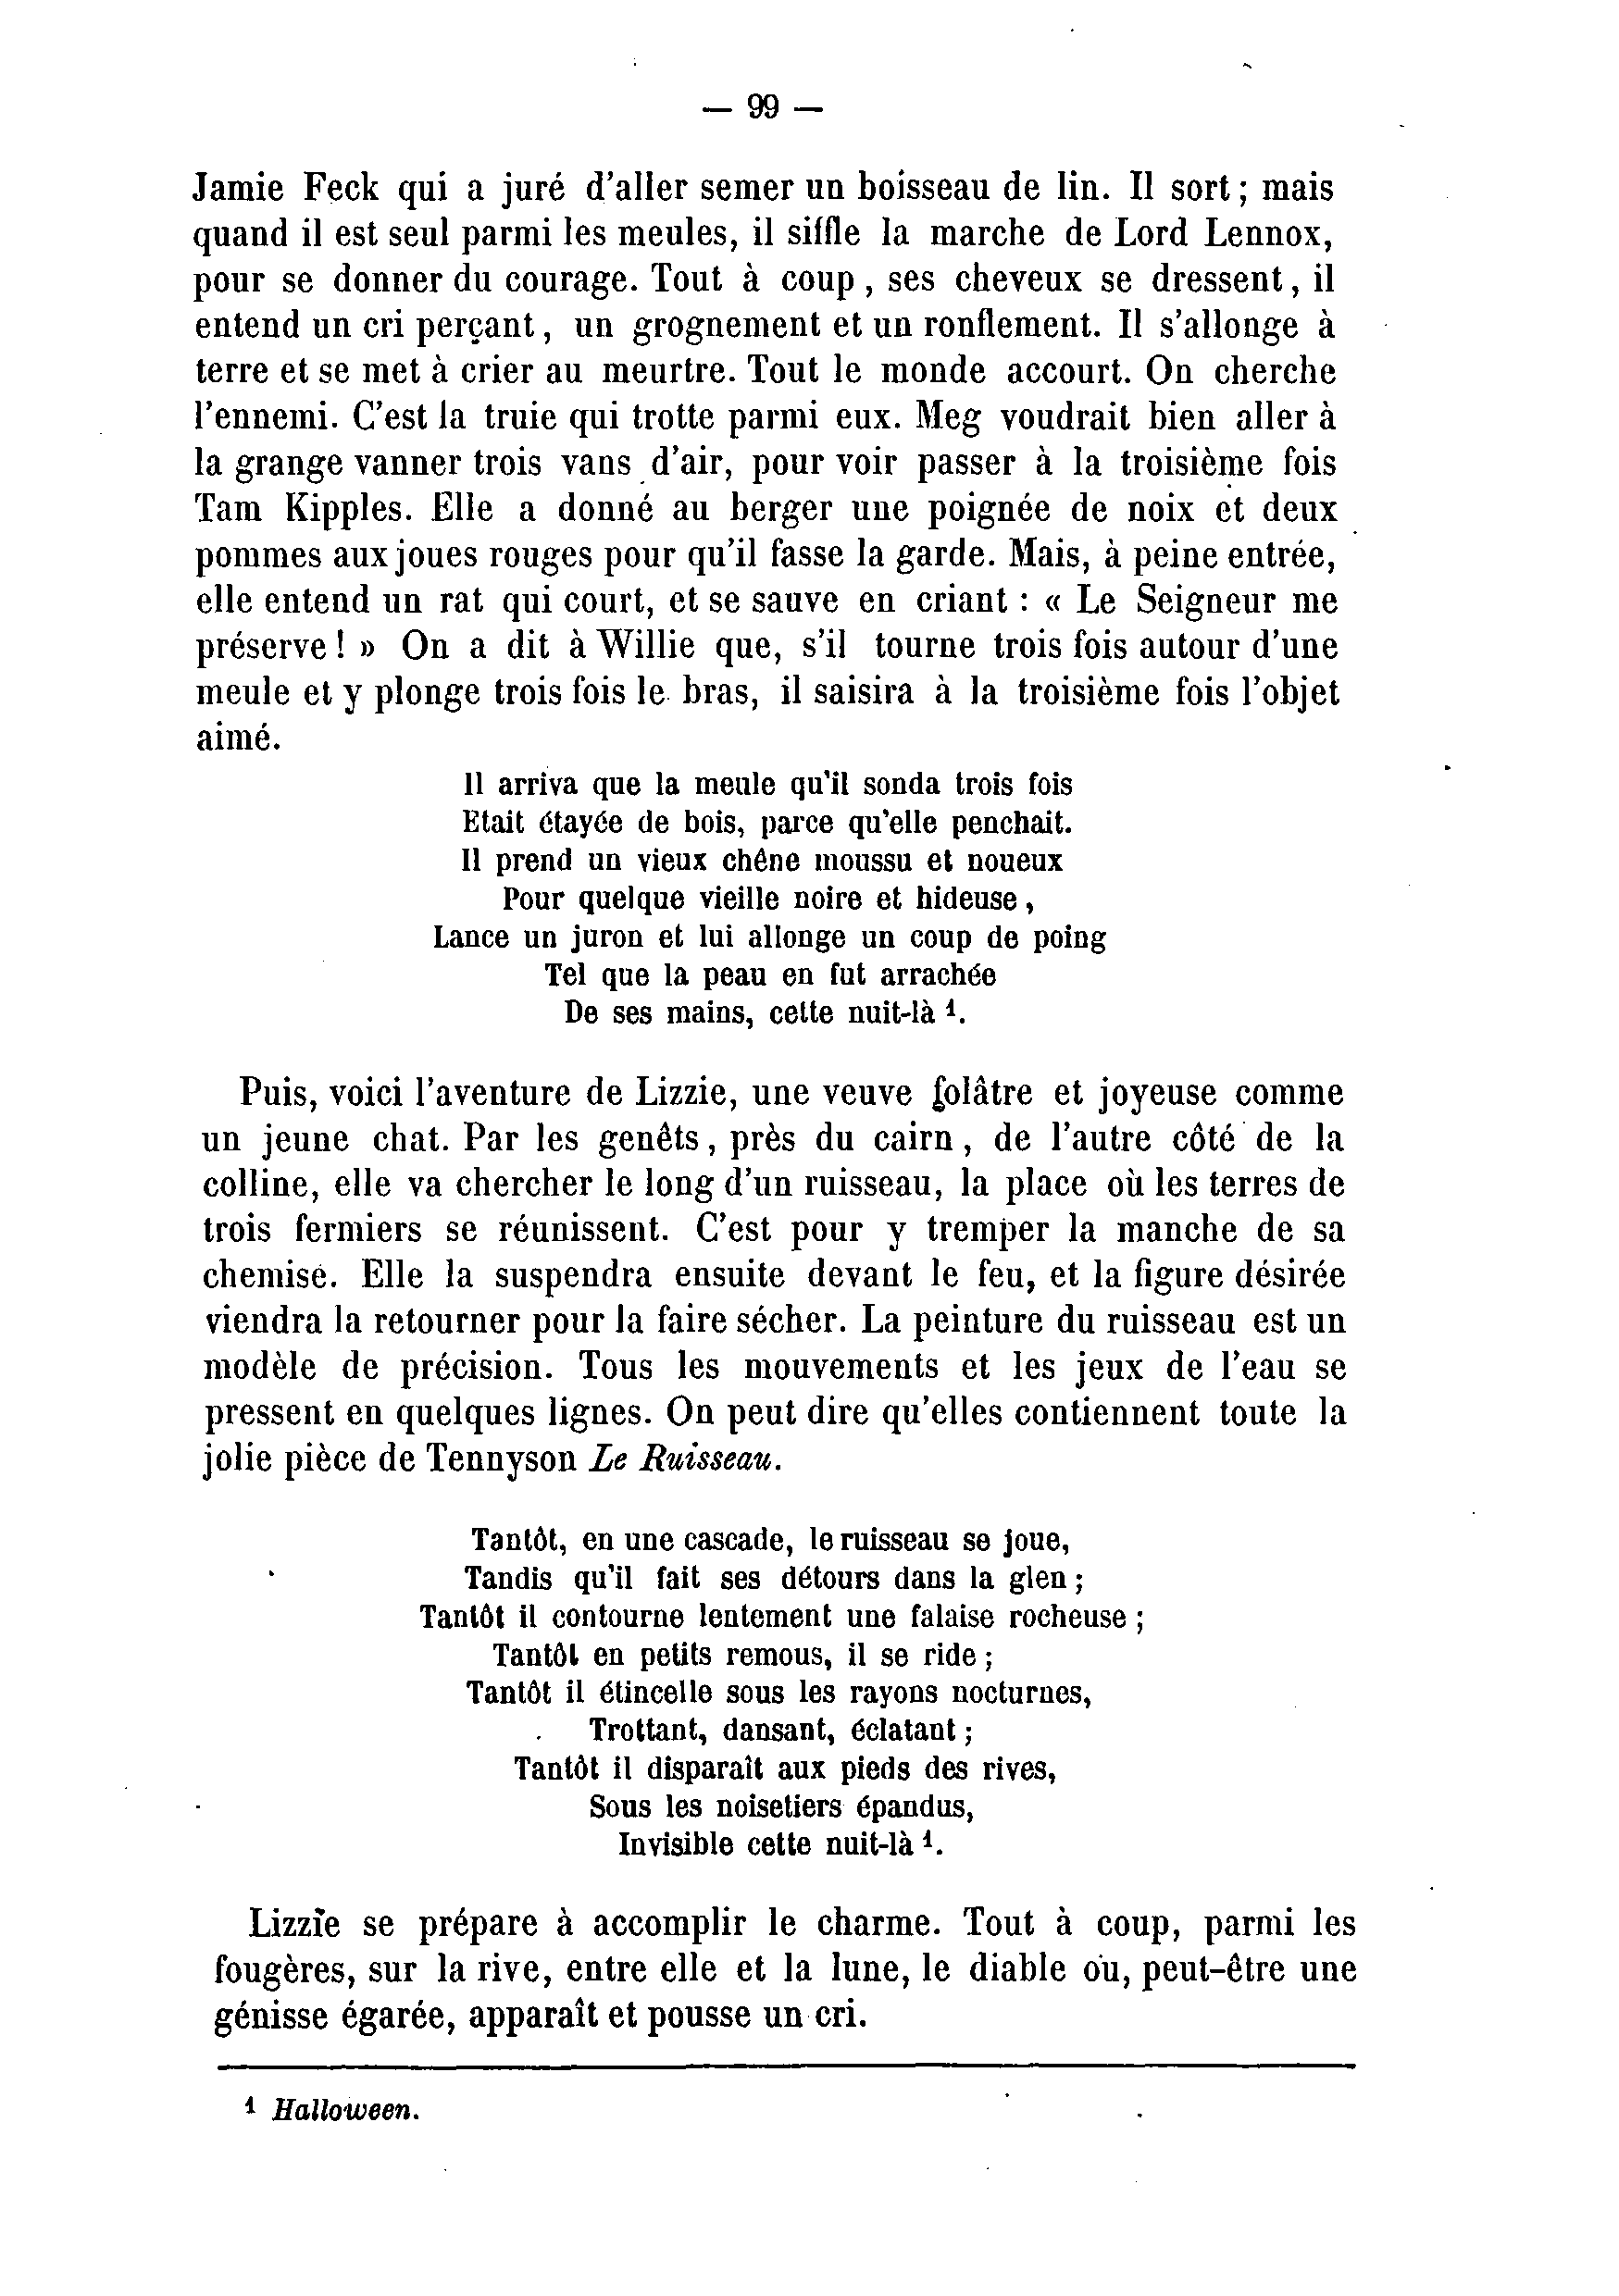 — 99 —
Jamie Feck qui a juré d'aller semer un boisseau de lin. Il sort ; mais
quand il est seul parmi les meules, il siffle la marche de Lord Lennox,
pour se donner du courage. Tout à coup , ses cheveux se dressent , il
entend un cri perçant , un grognement et un ronflement. Il s'allonge à
terre et se met à crier au meurtre. Tout le monde accourt. On cherche
l'ennemi. C'est la truie qui trotte parmi eux. Meg voudrait bien aller à
la grange vanner trois vans d'air, pour voir passer à la troisième fois
Tam Kipples. Elle a donné au berger une poignée de noix et deux
pommes aux joues rouges pour qu'il fasse la garde. Mais, à peine entrée,
elle entend un rat qui court, et se sauve en criant : « Le Seigneur me
préserve ! » On a dit à Willie que, s'il tourne trois fois autour d'une
meule et y plonge trois fois le bras, il saisira à la troisième fois l'objet
aimé.
Il arriva que la meule qu'il sonda trois fois
Etait étayée de bois, parce qu'elle penchait.
Il prend un vieux chêne moussu et noueux
Pour quelque vieille noire et hideuse ,
Lance un juron et lui allonge un coup de poing
Tel que la peau en fut arrachée
De ses mains, cette nuit-là ¹.
Puis, voici l'aventure de Lizzie, une veuve folâtre et joyeuse comme
un jeune chat. Par les genêts , près du cairn , de l'autre côté de la
colline, elle va chercher le long d'un ruisseau, la place où les terres de
trois fermiers se réunissent. C'est pour y tremper la manche de sa
chemise. Elle la suspendra ensuite devant le feu, et la figure désirée
viendra la retourner pour la faire sécher. La peinture du ruisseau est un
modèle de précision. Tous les mouvements et les jeux de l'eau se
pressent en quelques lignes. On peut dire qu'elles contiennent toute la
jolie pièce de Tennyson Le Ruisseau.
Tantôt, en une cascade, le ruisseau se joue,
Tandis qu'il fait ses détours dans la glen ;
Tantôt il contourne lentement une falaise rocheuse ;
Tantôt en petits remous, il se ride ;
Tantôt il étincelle sous les rayons nocturnes,
Trottant, dansant, éclatant ;
Tantôt il disparaît aux pieds des rives,
Sous les noisetiers épandus,
Invisible cette nuit-là ¹.
Lizzie se prépare à accomplir le charme. Tout à coup, parmi les
fougères, sur la rive, entre elle et la lune, le diable ou, peut-être une
génisse égarée, apparaît et pousse un cri.
¹ Halloween.